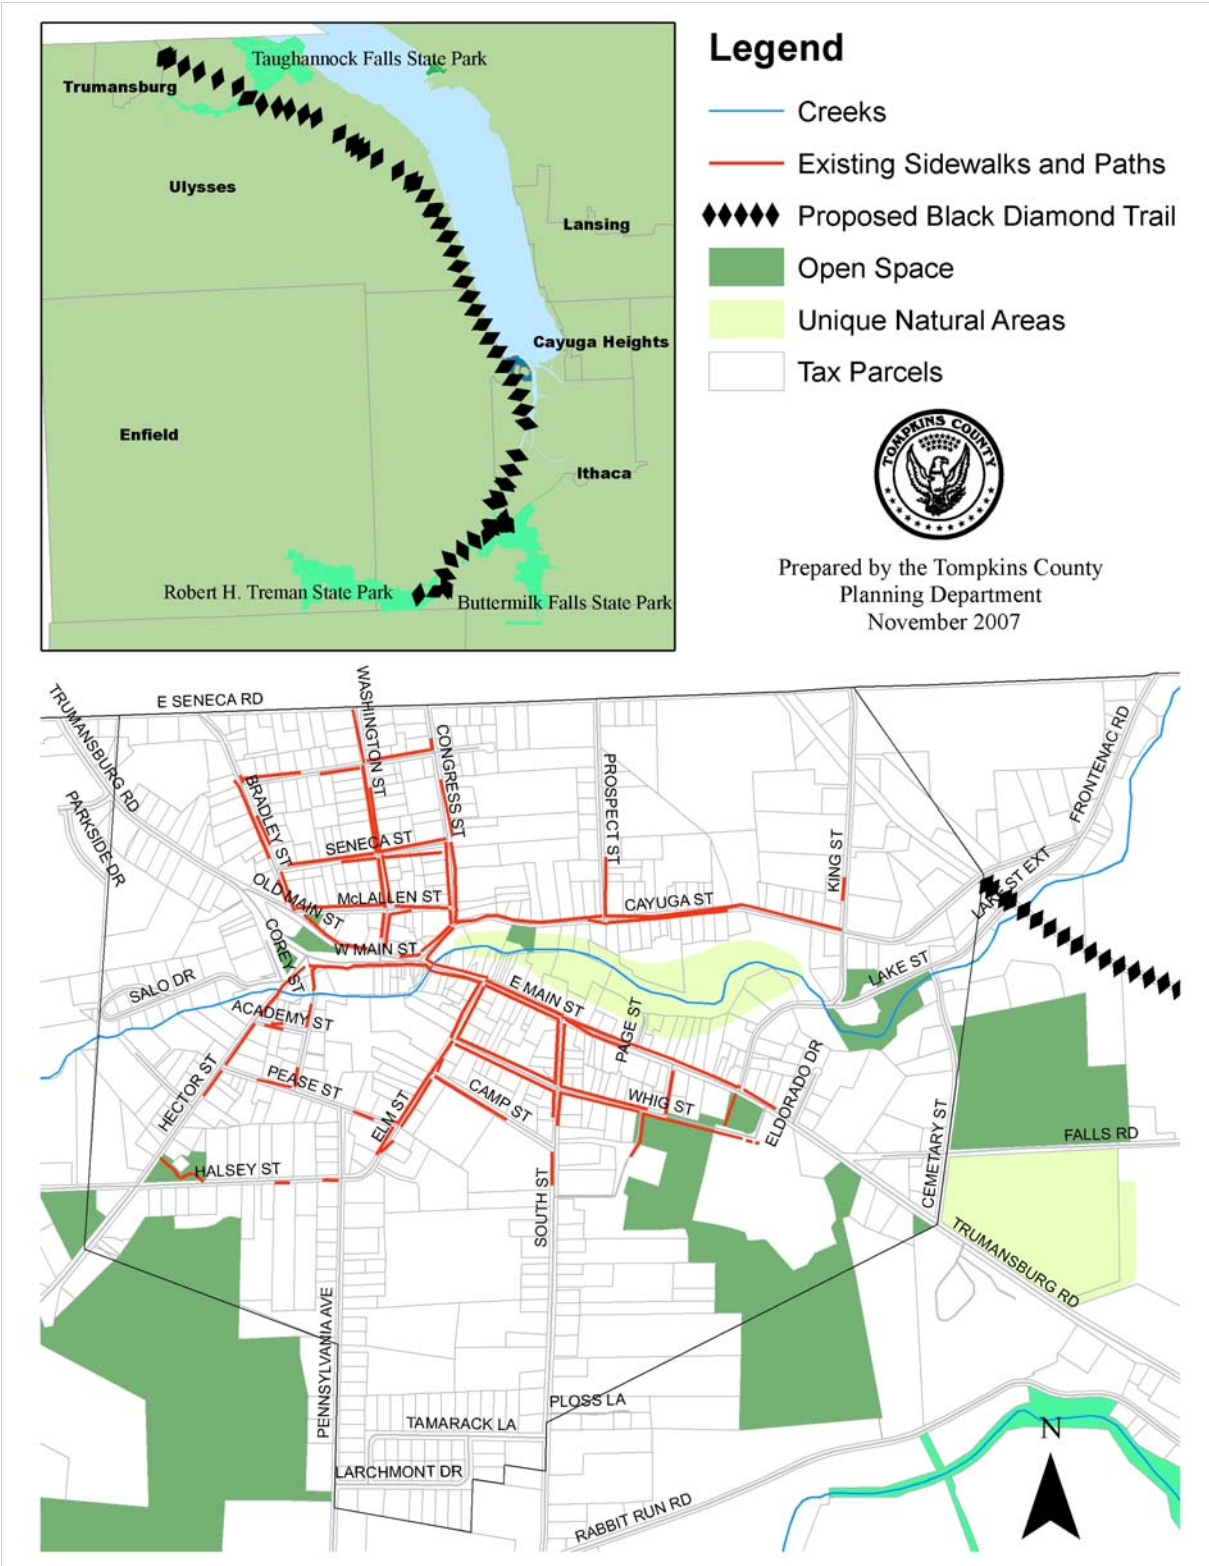 Taughannock Falls State Park
Trumansburg
Ulysses
Lansing
Cayuga Heights
Enfield
Ithaca
Robert H. Treman State Park
Buttermilk Falls State Park
Legend
Creeks
Existing Sidewalks and Paths
Proposed Black Diamond Trail
Open Space
Unique Natural Areas
Tax Parcels
TOMPKINS COUNTY
Prepared by the Tompkins County
Planning Department
November 2007
E SENECA RD
TRUMANSBURG RD
WASHINGTON ST
CONGRESS ST
PARKSIDE DR
BRADLEY ST
SENECA ST
PROSPECT ST
KING ST
FRONTENAC RD
OLD MAIN ST
McLALLEN ST
CAYUGA ST
LAKE ST EXT
COREY ST
W MAIN ST
SALO DR
LAKE ST
E MAIN ST
ACADEMY ST
PAGE ST
HECTOR ST
PEASE ST
ELM ST
CAMP ST
WHIG ST
ELDORADO DR
FALLS RD
CEMETARY ST
HALSEY ST
SOUTH ST
TRUMANSBURG RD
PENNSYLVANIA AVE
PLOSS LA
TAMARACK LA
LARCHMONT DR
RABBIT RUN RD
N